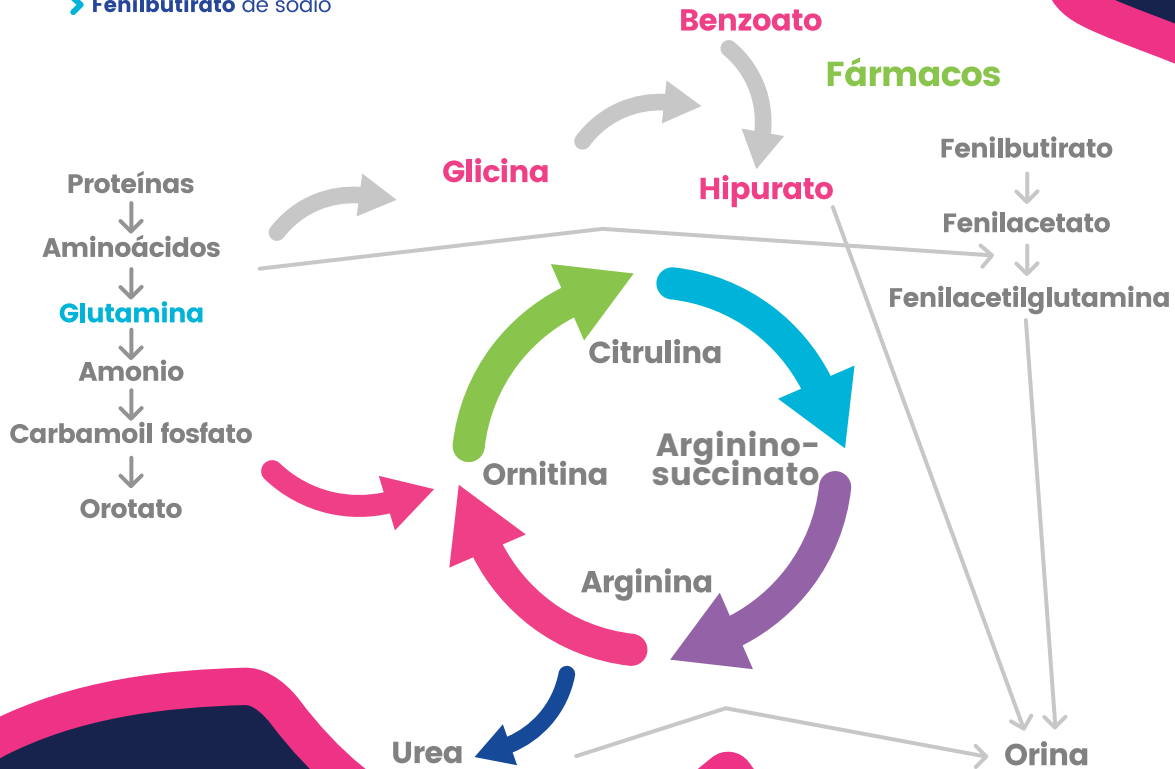 Fenilbutirato de sodio
Benzoato
Fármacos
Fenilbutirato
Glicina
Proteínas
Hipurato
Fenilacetato
Aminoácidos
Fenilacetilglutamina
Glutamina
Citrulina
Amonio
Carbamoil fosfato
Arginino-
succinato
Ornitina
Orotato
Arginina
Urea
Orina